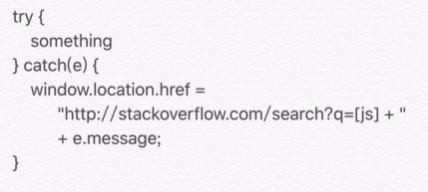 try {
something
} catch(e) {
window.location.href =
"http://stackoverflow.com/search?q=[js] + "
+ e.message;
}